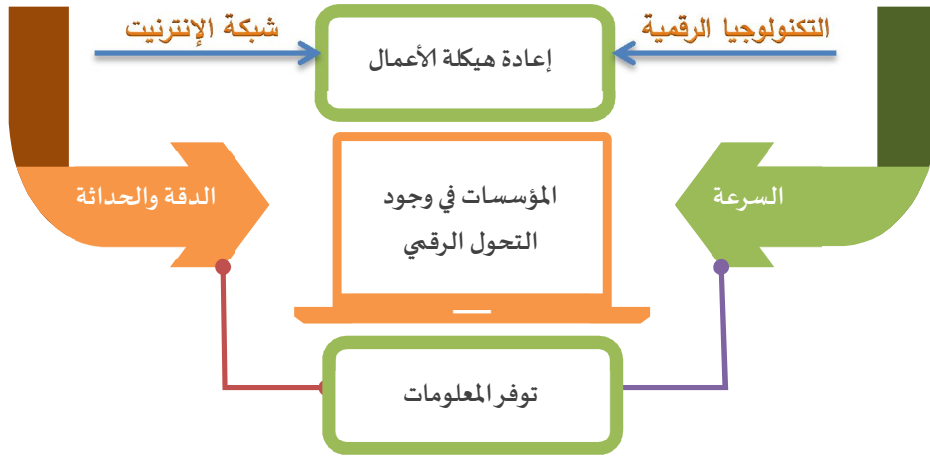 التكنولوجيا الرقمية
شبكة الإنترنيت
إعادة هيكلة الأعمال
السرعة
المؤسسات في وجود
التحول الرقمي
الدقة والحداثة
توفر المعلومات